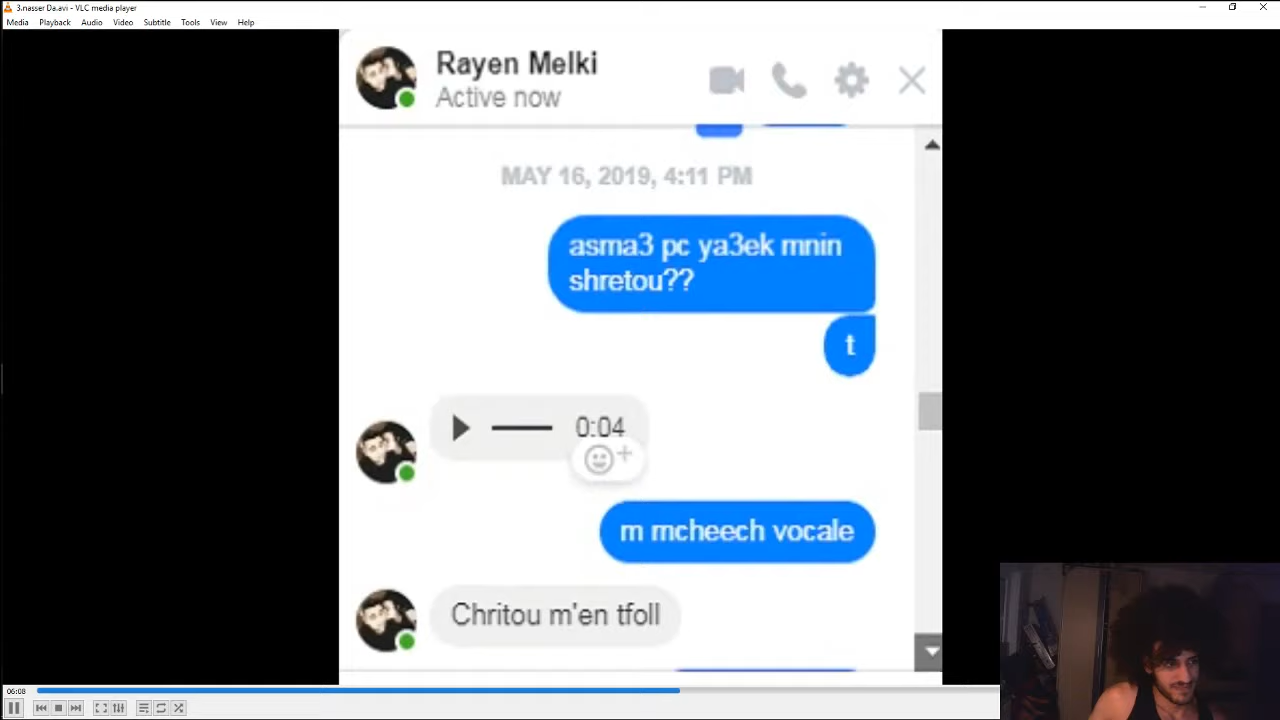 3.nasser Da.avi - VLC media player
Media Playback Audio Video Subtitle Tools View Help
Rayen Melki
Active now
MAY 16, 2019, 4:11 PM
asma3 pc ya3ek mnin
shretou??
t
0:04
m mcheech vocale
Chritou m'en tfoll
06:08